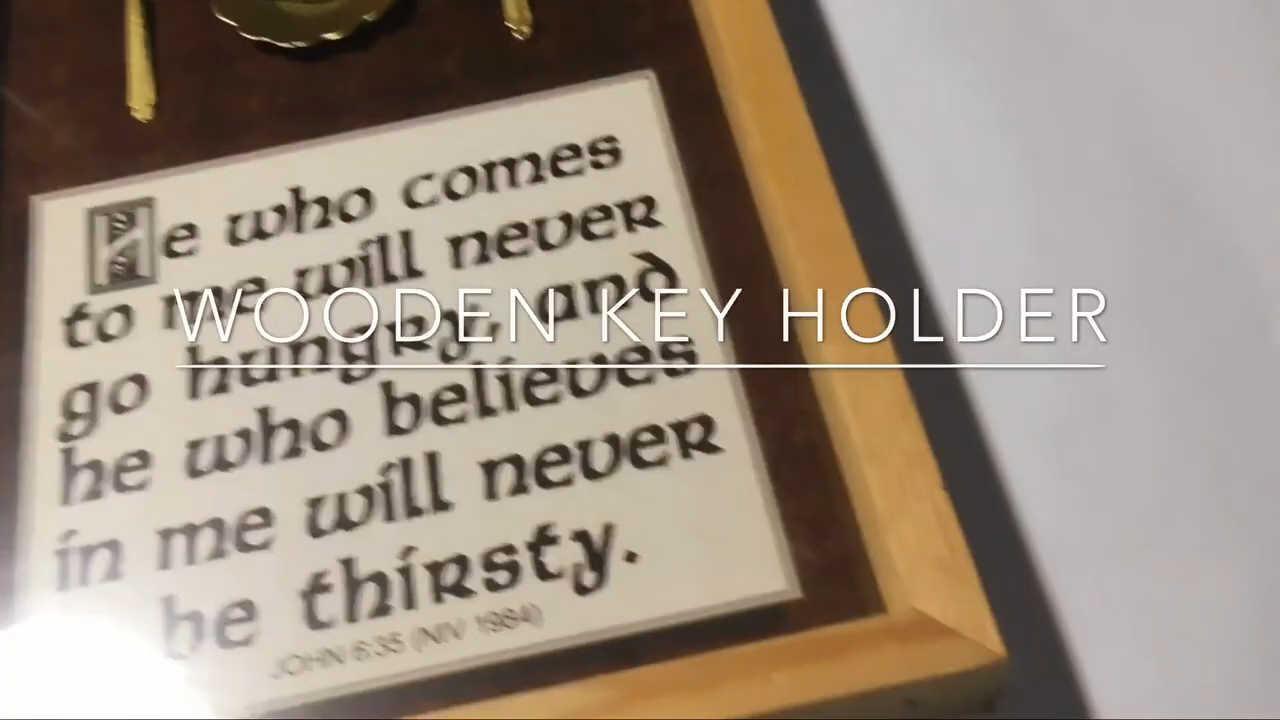 He who comes
to me will never
go hungry, and
he who believes
in me will never
be thirsty.
JOHN 6:35 (NIV 1984)
WOODEN KEY HOLDER